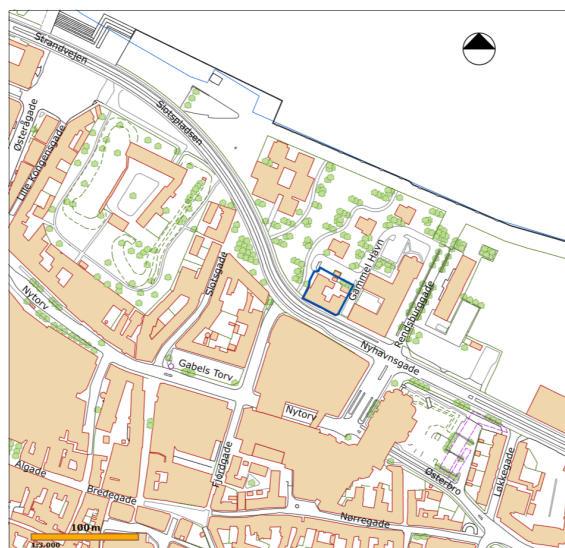 Strandvejen
Slotspladsen
Østerågade
Lille Kongensgade
Slotsgade
Gammel Havn
Rendsburggade
Nytorv
Nyhavnsgade
Gabels Torv
Nytorv
Fjordgade
Algade
Bredegade
Østerbro
Løkkegade
Nørregade
100 m
1:3.000